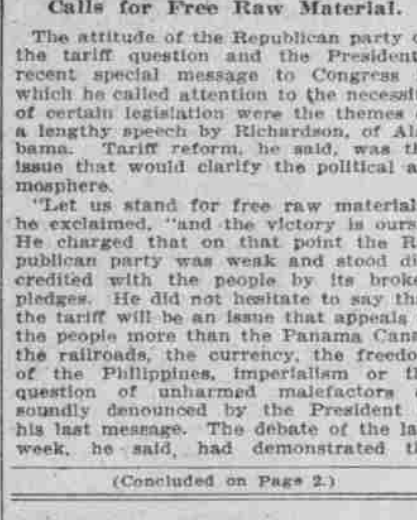 Calls for Free Raw Material.
The attitude of the Republican party o
the tariff question and the President'
recent special message to Congress
which he called attention to the necessit
of certain legislation were the themes o
a lengthy speech by Richardson, of Ala
bama. Tariff reform, he said, was th
issue that would clarify the political at
mosphere.
"Let us stand for free raw material
he exclaimed, "and the victory is ours.
He charged that on that point the R
publican party was weak and stood di
credited with the people by its broke
pledges. He did not hesitate to say tha
the tariff will be an issue that appeals
the people more than the Panama Cana
the railroads, the currency, the freedo
of the Philippines, imperialism or th
question of unharmed malefactors
soundly denounced by the President
his last message. The debate of the la
week, he said, had demonstrated th
(Concluded on Page 2.)